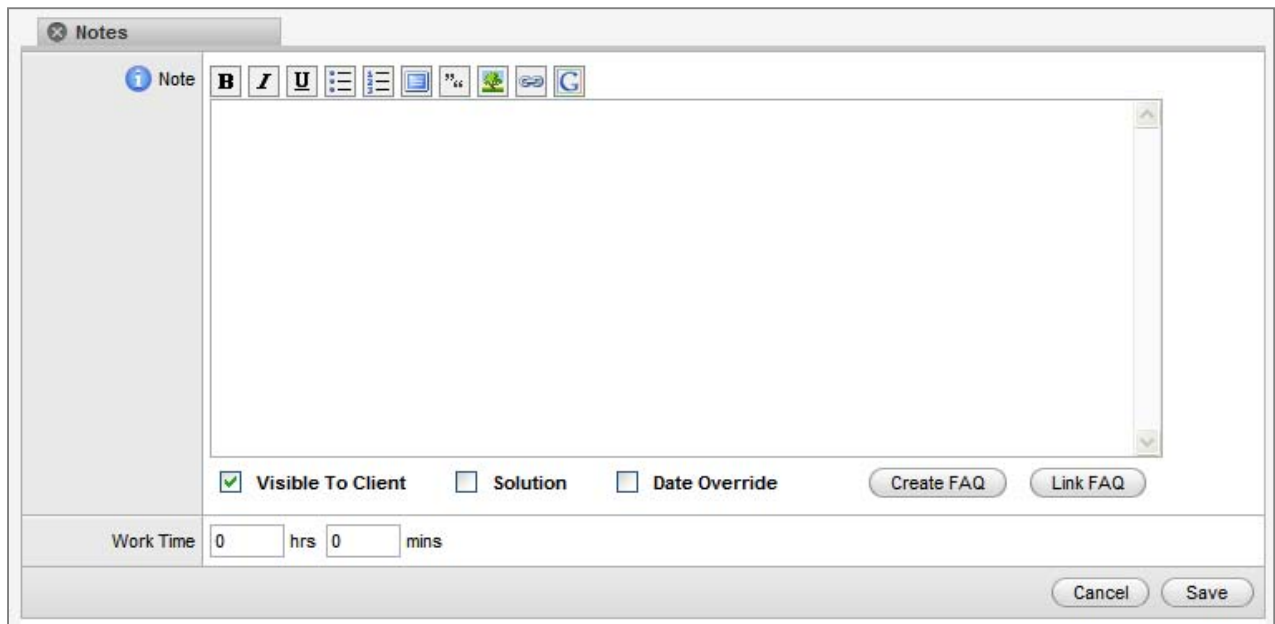 Notes
Note B I U G
Visible To Client Solution Date Override Create FAQ Link FAQ
Work Time 0 hrs 0 mins
Cancel Save